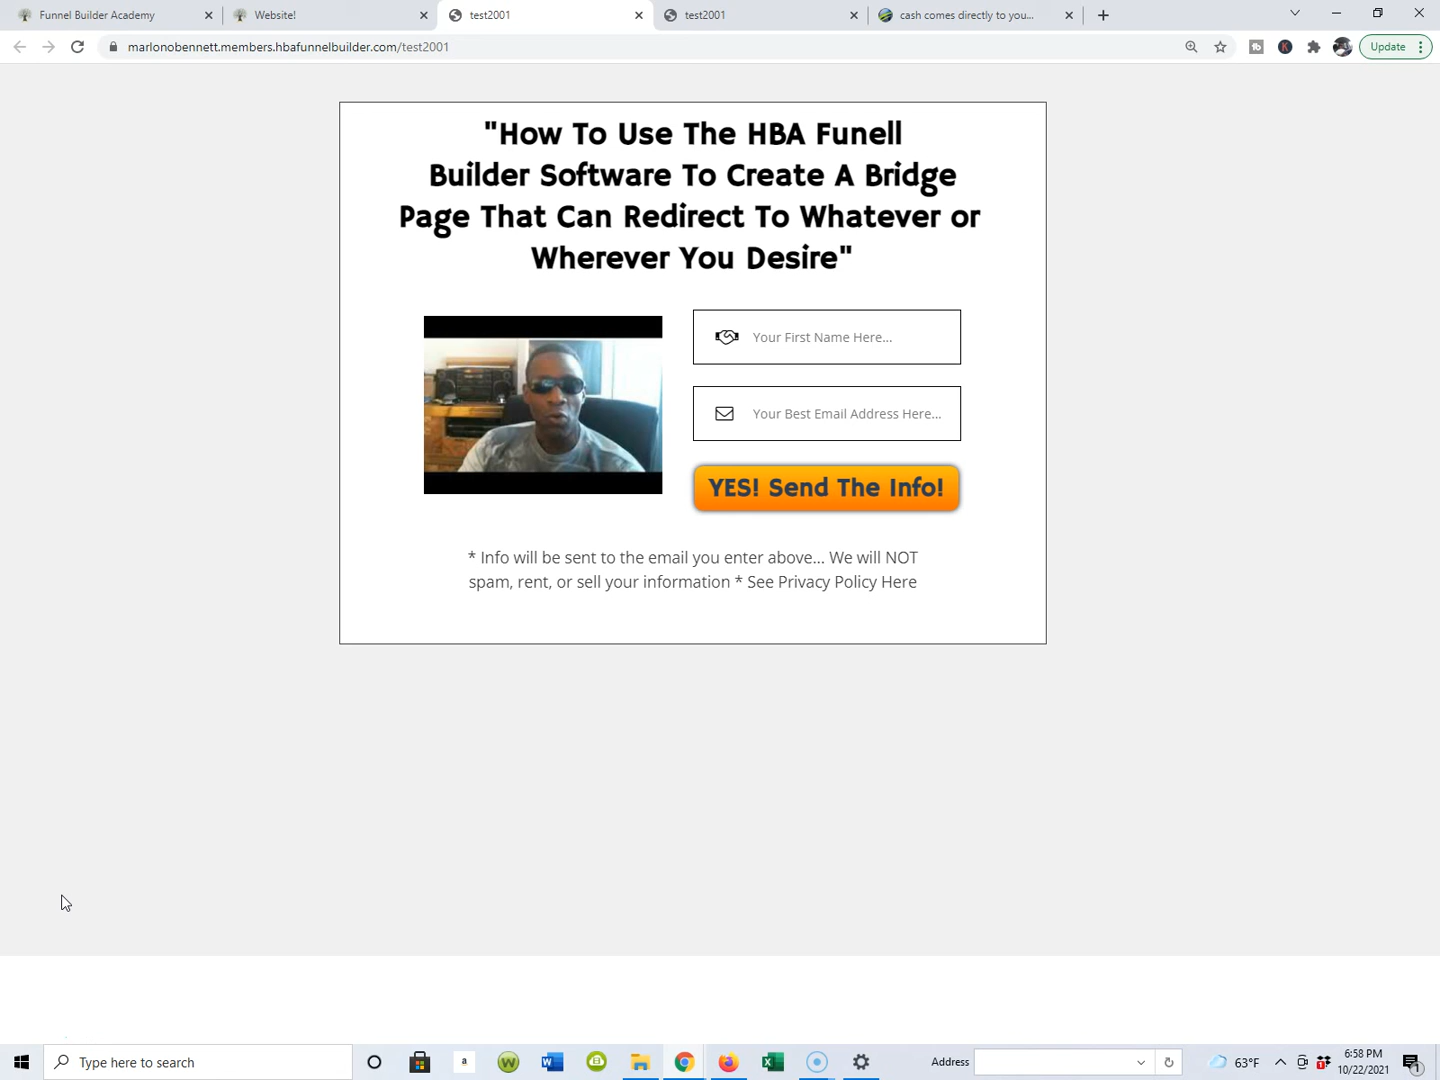 Funnel Builder Academy
Website!
test2001
test2001
cash comes directly to you...
marlonobennett.members.hbafunnelbuilder.com/test2001
Update
"How To Use The HBA Funell
Builder Software To Create A Bridge
Page That Can Redirect To Whatever or
Wherever You Desire"
Your First Name Here...
Your Best Email Address Here...
YES! Send The Info!
* Info will be sent to the email you enter above... We will NOT
spam, rent, or sell your information * See Privacy Policy Here
Type here to search
Address
63°F
6:58 PM
10/22/2021